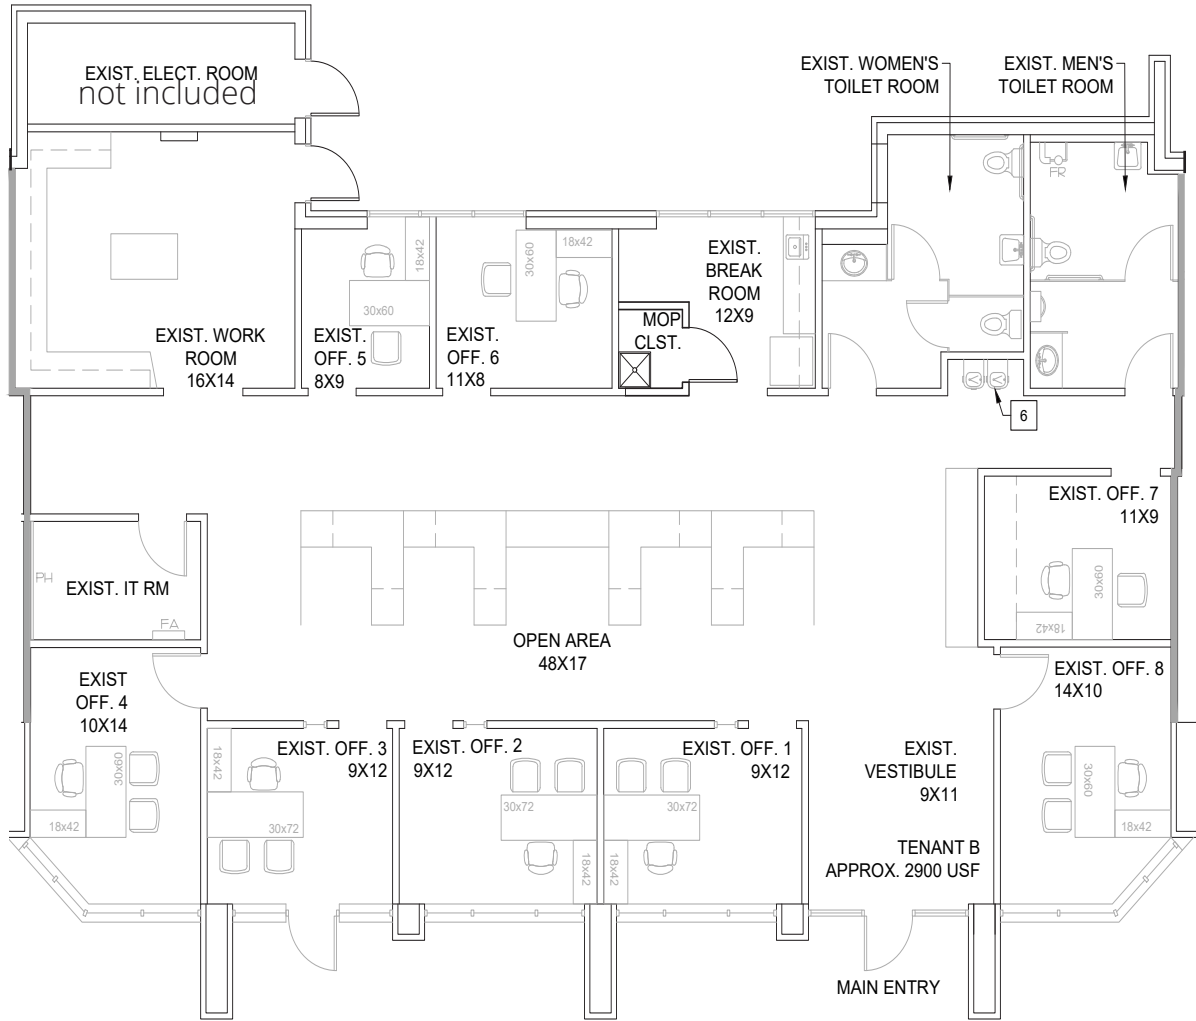 EXIST. ELECT. ROOM
not included
EXIST. WOMEN'S
TOILET ROOM
EXIST. MEN'S
TOILET ROOM
FR
EXIST. WORK
ROOM
16X14
18x42
30x60
EXIST.
OFF. 5
8X9
30x60
18x42
EXIST.
OFF. 6
11X8
EXIST.
BREAK
ROOM
12X9
MOP
CLST.
6
EXIST. OFF. 7
11X9
30x60
18x42
PH
EXIST. IT RM
FA
OPEN AREA
48X17
EXIST
OFF. 4
10X14
30x60
18x42
EXIST. OFF. 3
9X12
18x42
30x72
EXIST. OFF. 2
9X12
30x72
18x42
EXIST. OFF. 1
9X12
30x72
18x42
EXIST.
VESTIBULE
9X11
TENANT B
APPROX. 2900 USF
EXIST. OFF. 8
14X10
30x60
18x42
MAIN ENTRY